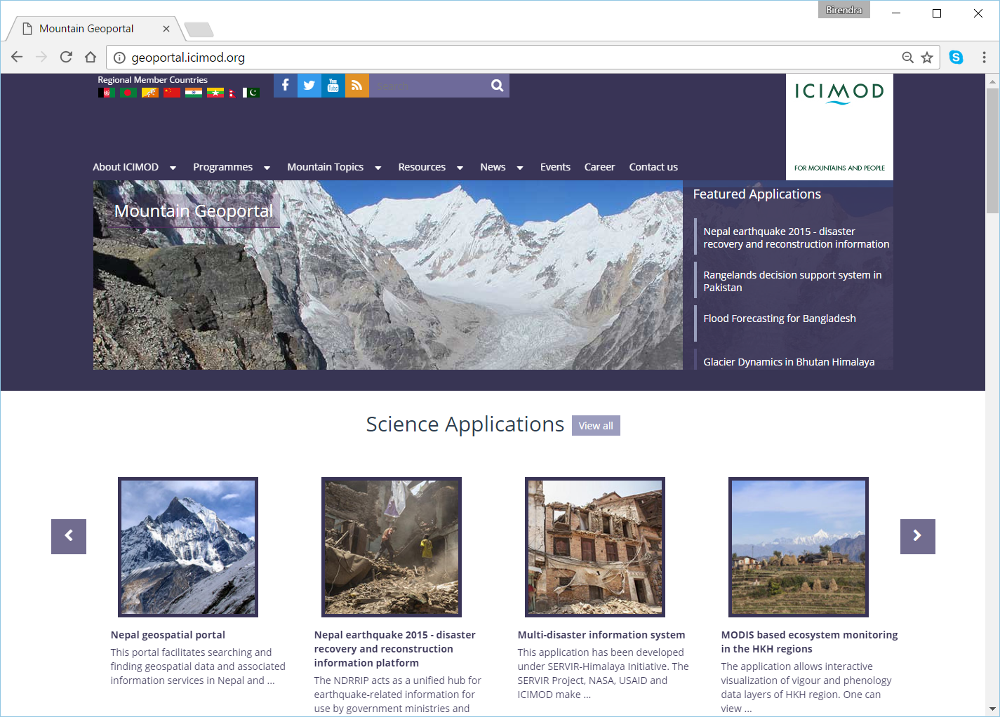 Birendra
Mountain Geoportal
geoportal.icimod.org
Regional Member Countries
You
Tube
Search
ICIMOD
FOR MOUNTAINS AND PEOPLE
About ICIMOD
Programmes
Mountain Topics
Resources
News
Events
Career
Contact us
Mountain Geoportal
Featured Applications
Nepal earthquake 2015 - disaster
recovery and reconstruction information
Rangelands decision support system in
Pakistan
Flood Forecasting for Bangladesh
Glacier Dynamics in Bhutan Himalaya
Science Applications
View all
Nepal geospatial portal
This portal facilitates searching and
finding geospatial data and associated
information services in Nepal and ...
Nepal earthquake 2015 - disaster
recovery and reconstruction
information platform
The NDRRIP acts as a unified hub for
earthquake-related information for
use by government ministries and
Multi-disaster information system
This application has been developed
under SERVIR-Himalaya Initiative. The
SERVIR Project, NASA, USAID and
ICIMOD make ...
MODIS based ecosystem monitoring
in the HKH regions
The application allows interactive
visualization of vigour and phenology
data layers of HKH region. One can
view ...